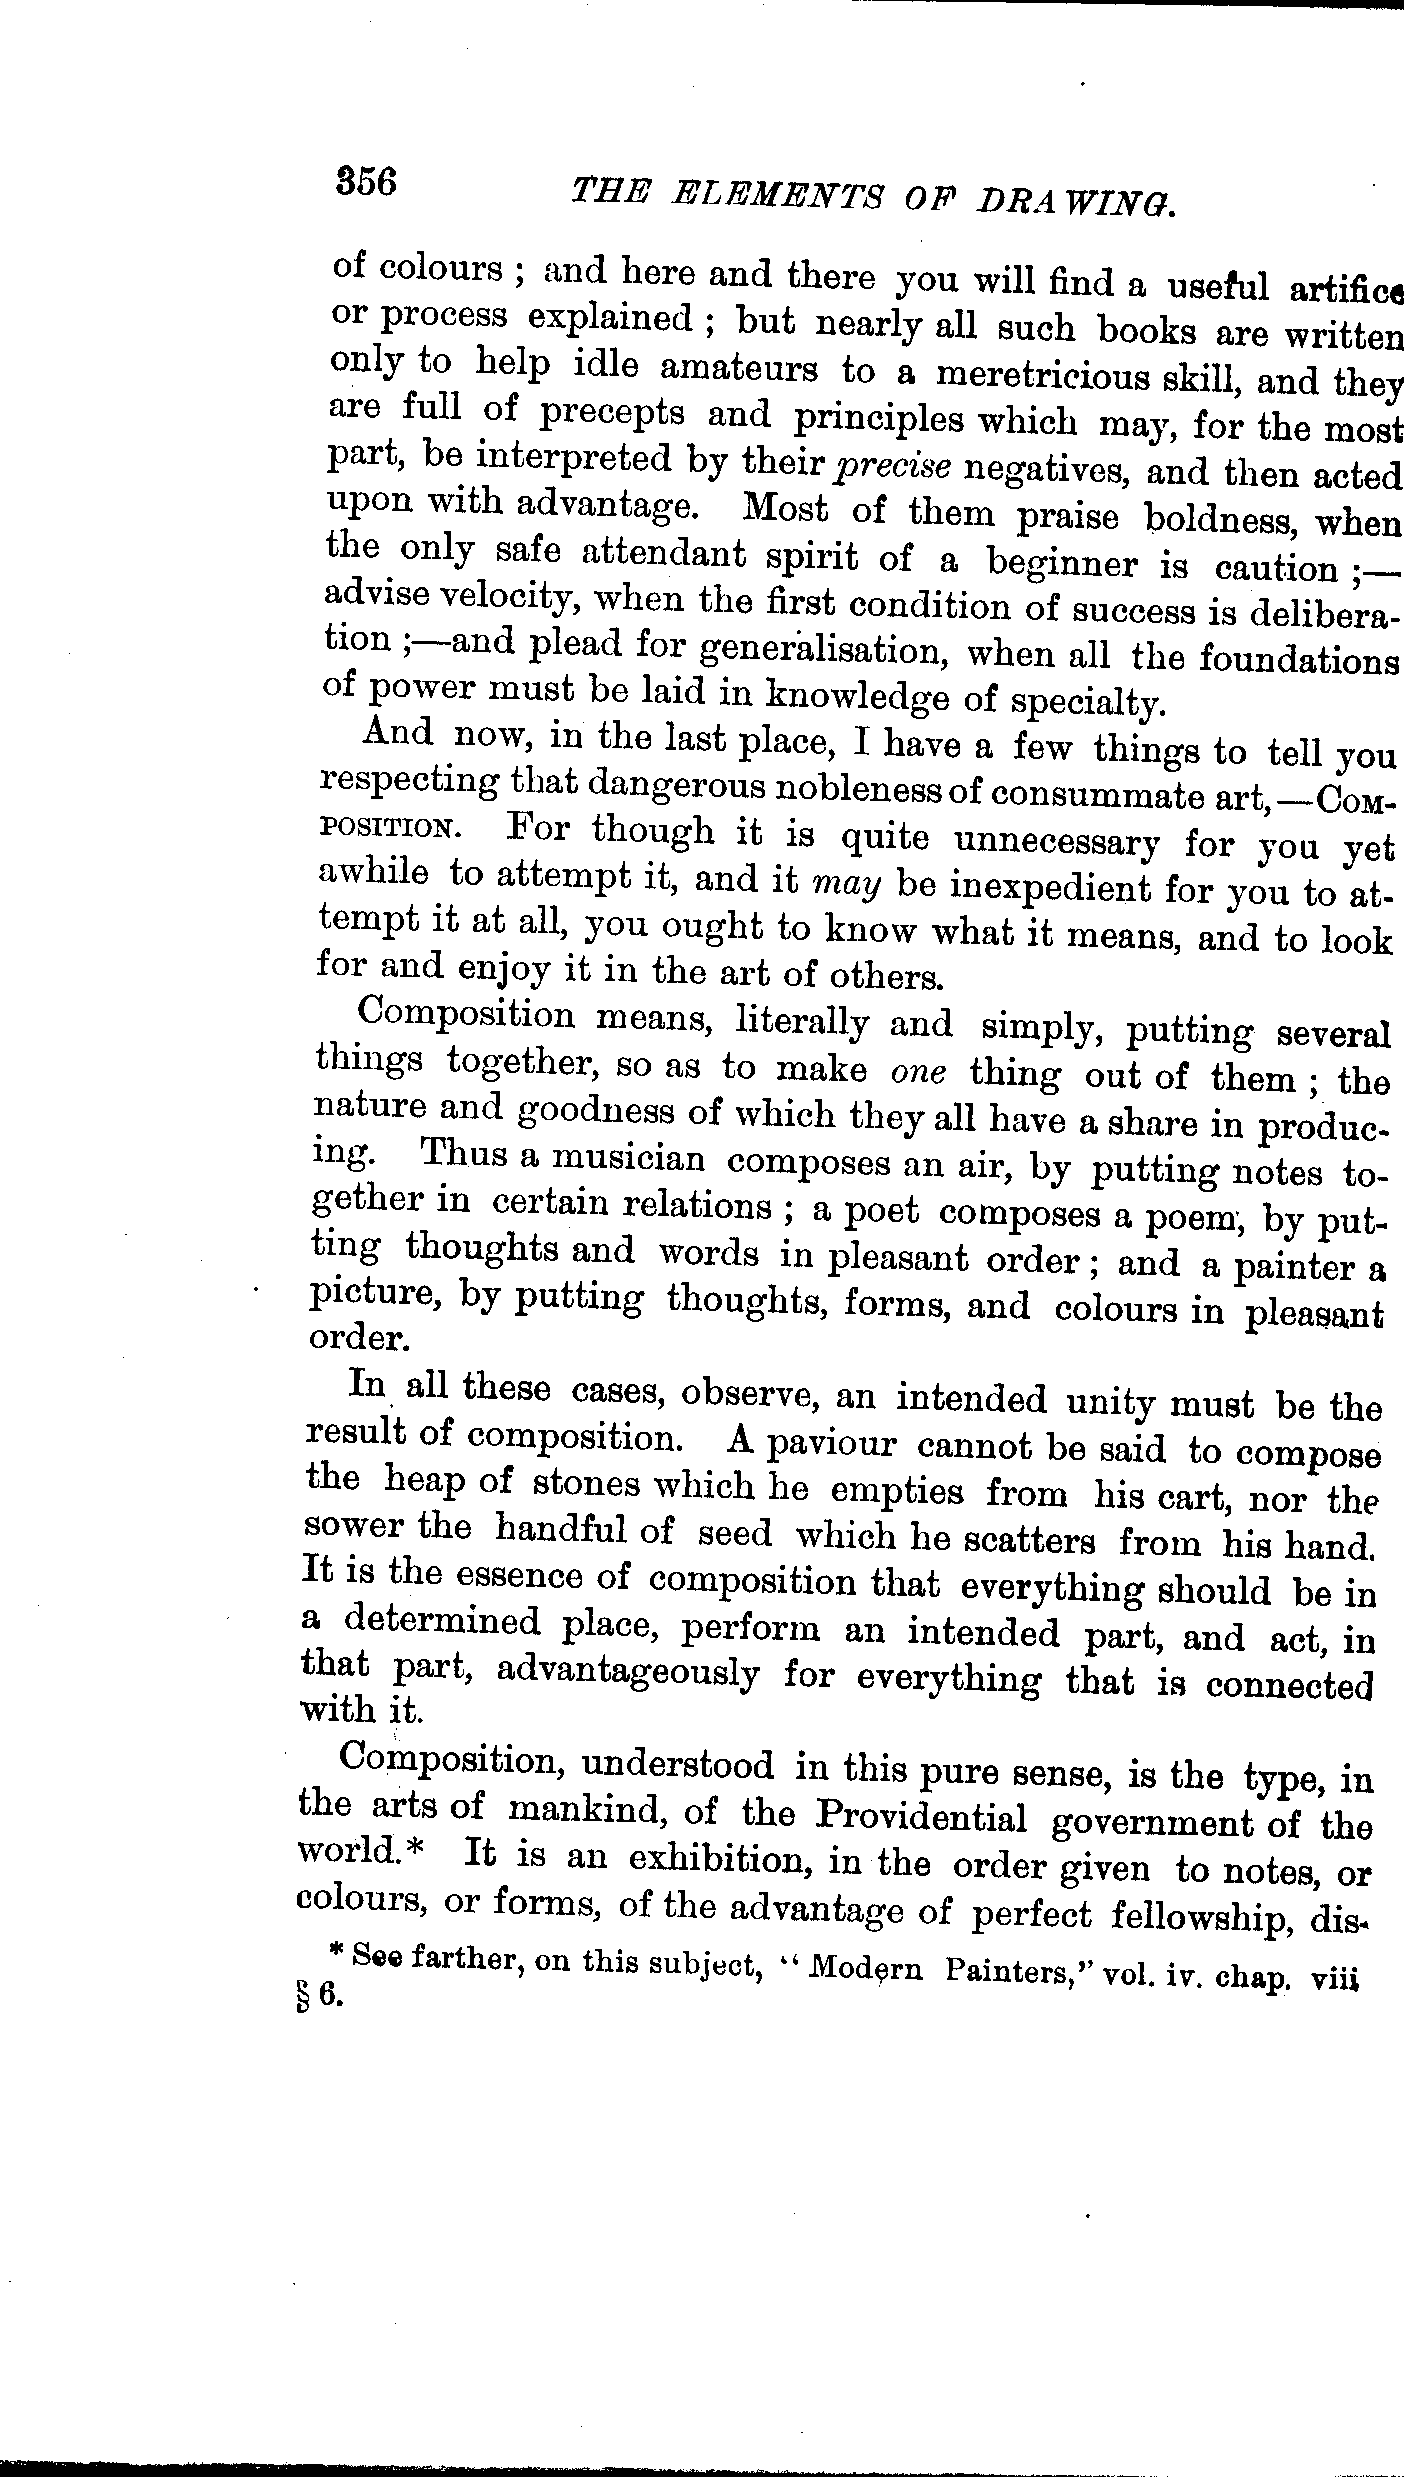 356 THE ELEMENTS OF DRAWING.
of colours ; and here and there you will find a useful artifice
or process explained ; but nearly all such books are written
only to help idle amateurs to a meretricious skill, and they
are full of precepts and principles which may, for the most
part, be interpreted by their precise negatives, and then acted
upon with advantage. Most of them praise boldness, when
the only safe attendant spirit of a beginner is caution ;—
advise velocity, when the first condition of success is delibera-
tion ;—and plead for generalisation, when all the foundations
of power must be laid in knowledge of specialty.
And now, in the last place, I have a few things to tell you
respecting that dangerous nobleness of consummate art,—COM-
POSITION. For though it is quite unnecessary for you yet
awhile to attempt it, and it may be inexpedient for you to at-
tempt it at all, you ought to know what it means, and to look
for and enjoy it in the art of others.
Composition means, literally and simply, putting several
things together, so as to make one thing out of them ; the
nature and goodness of which they all have a share in produc-
ing. Thus a musician composes an air, by putting notes to-
gether in certain relations ; a poet composes a poem, by put-
ting thoughts and words in pleasant order ; and a painter a
picture, by putting thoughts, forms, and colours in pleasant
order.
In all these cases, observe, an intended unity must be the
result of composition. A paviour cannot be said to compose
the heap of stones which he empties from his cart, nor the
sower the handful of seed which he scatters from his hand.
It is the essence of composition that everything should be in
a determined place, perform an intended part, and act, in
that part, advantageously for everything that is connected
with it.
Composition, understood in this pure sense, is the type, in
the arts of mankind, of the Providential government of the
world.* It is an exhibition, in the order given to notes, or
colours, or forms, of the advantage of perfect fellowship, dis-
* See farther, on this subject, “ Modern Painters,” vol. iv. chap. viii
§ 6.